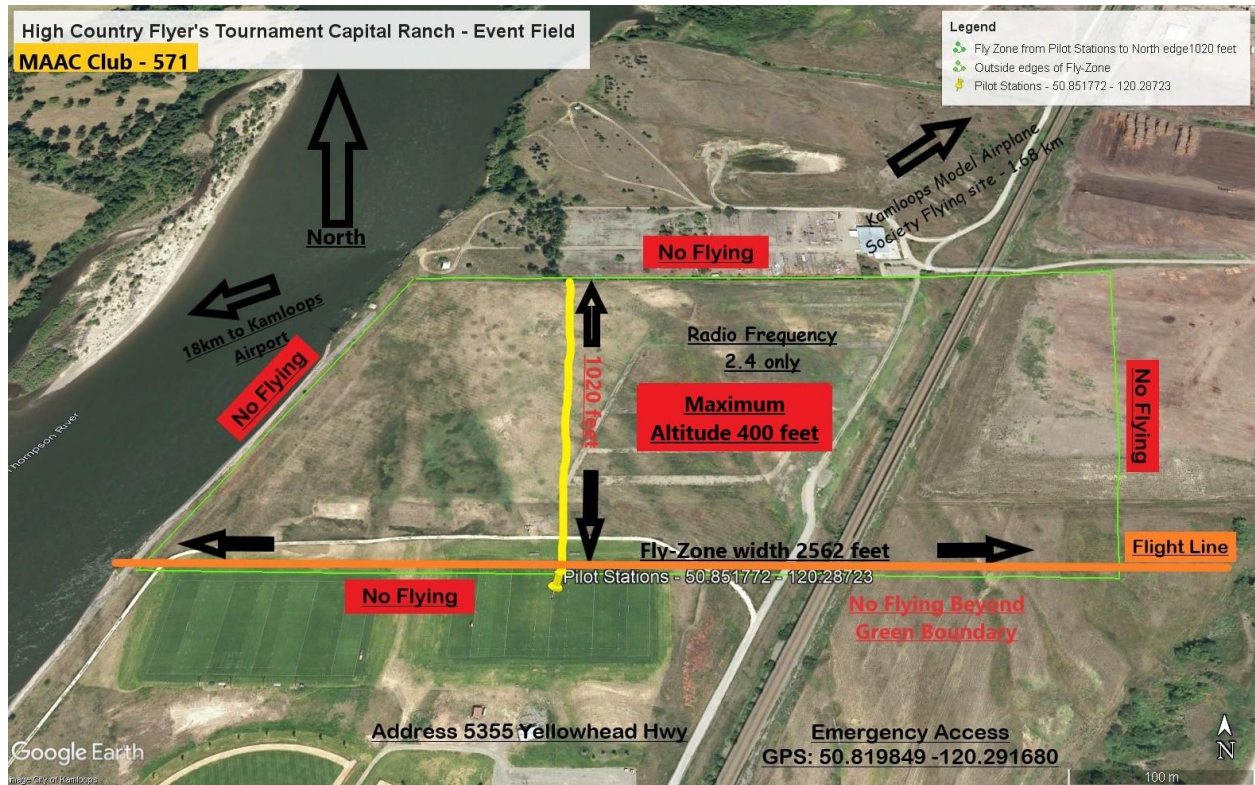 High Country Flyer's Tournament Capital Ranch - Event Field
MAAC Club - 571
Legend
Fly Zone from Pilot Stations to North edge1020 feet
Outside edges of Fly-Zone
Pilot Stations - 50.851772 - 120.28723
North
Kamloops Model Airplane
Society Flying site - 1.68 km
No Flying
18km to Kamloops
Airport
No Flying
1020 feet
Radio Frequency
2.4 only
Maximum
Altitude 400 feet
No Flying
Thompson River
Fly-Zone width 2562 feet
Flight Line
Pilot Stations - 50.851772 - 120.28723
No Flying
No Flying Beyond
Green Boundary
Address 5355 Yellowhead Hwy
Emergency Access
GPS: 50.819849 -120.291680
Google Earth
Image City of Kamloops
N
100 m